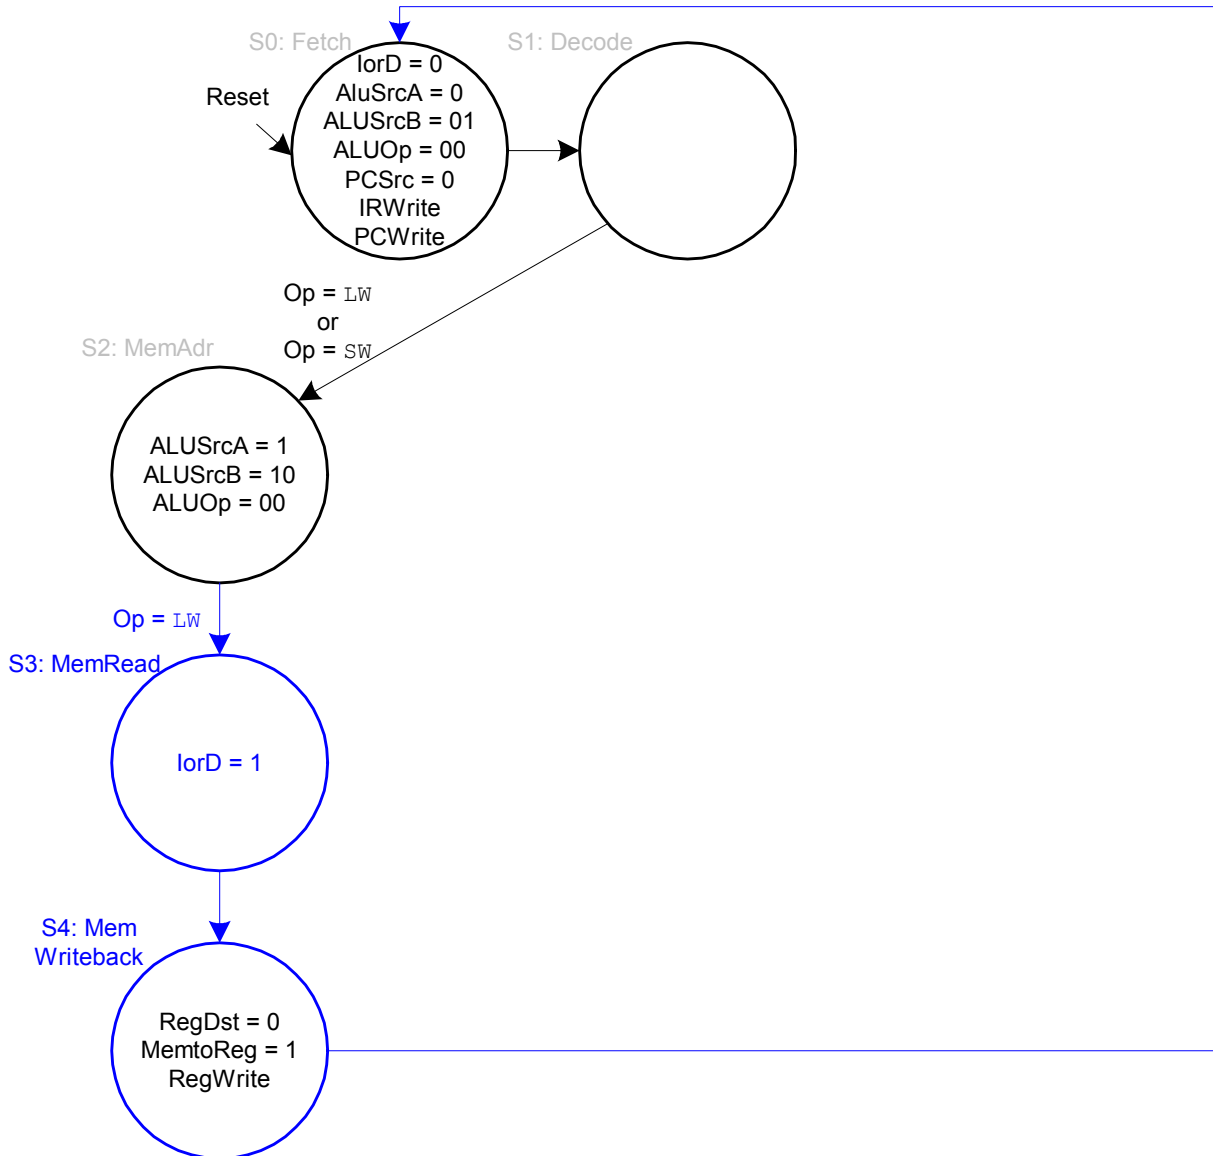 S0: Fetch
S1: Decode
Reset
IorD = 0
AluSrcA = 0
ALUSrcB = 01
ALUOp = 00
PCSrc = 0
IRWrite
PCWrite
Op = LW
or
Op = SW
S2: MemAdr
ALUSrcA = 1
ALUSrcB = 10
ALUOp = 00
Op = LW
S3: MemRead
IorD = 1
S4: Mem
Writeback
RegDst = 0
MemtoReg = 1
RegWrite